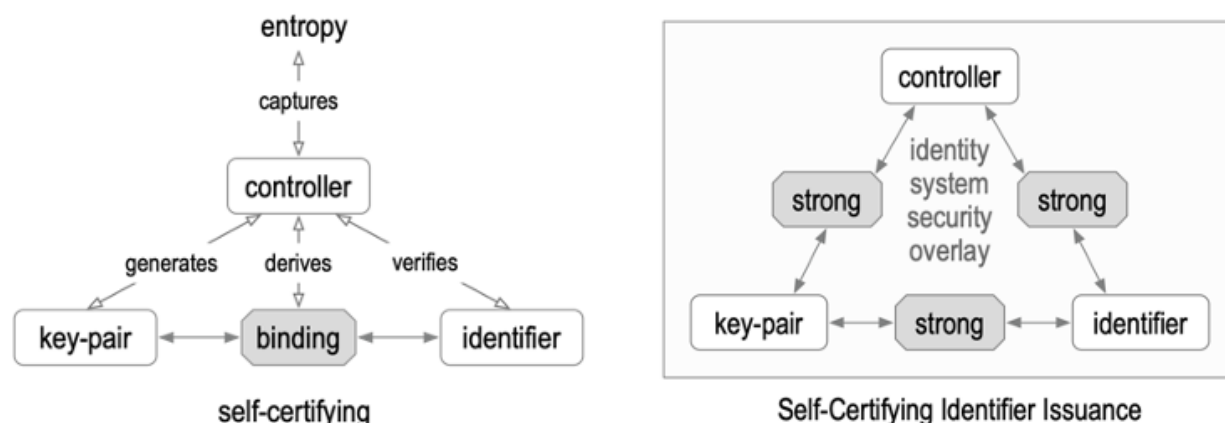 entropy
captures
controller
generates
derives
verifies
key-pair
binding
identifier
self-certifying
controller
identity
system
security
overlay
strong
strong
key-pair
strong
identifier
Self-Certifying Identifier Issuance